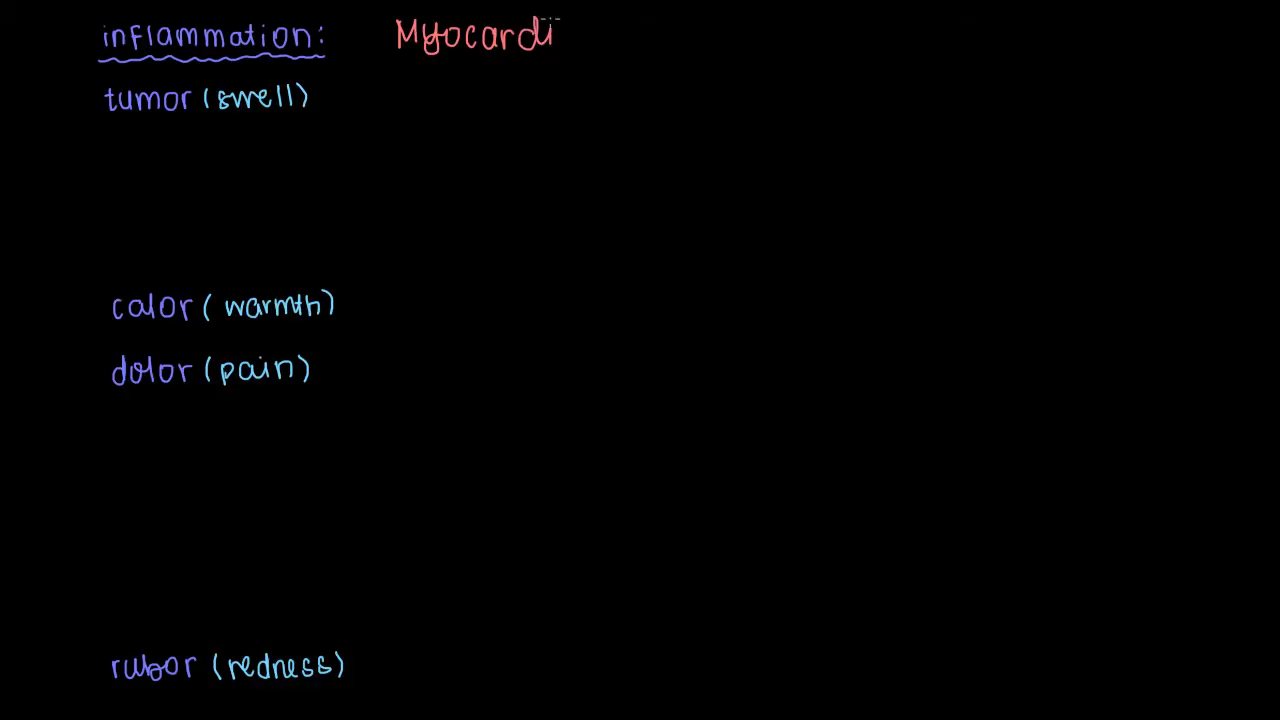 inflammation: Myocardi
tumor (swell)
calor (warmth)
dolor (pain)
rubor (redness)